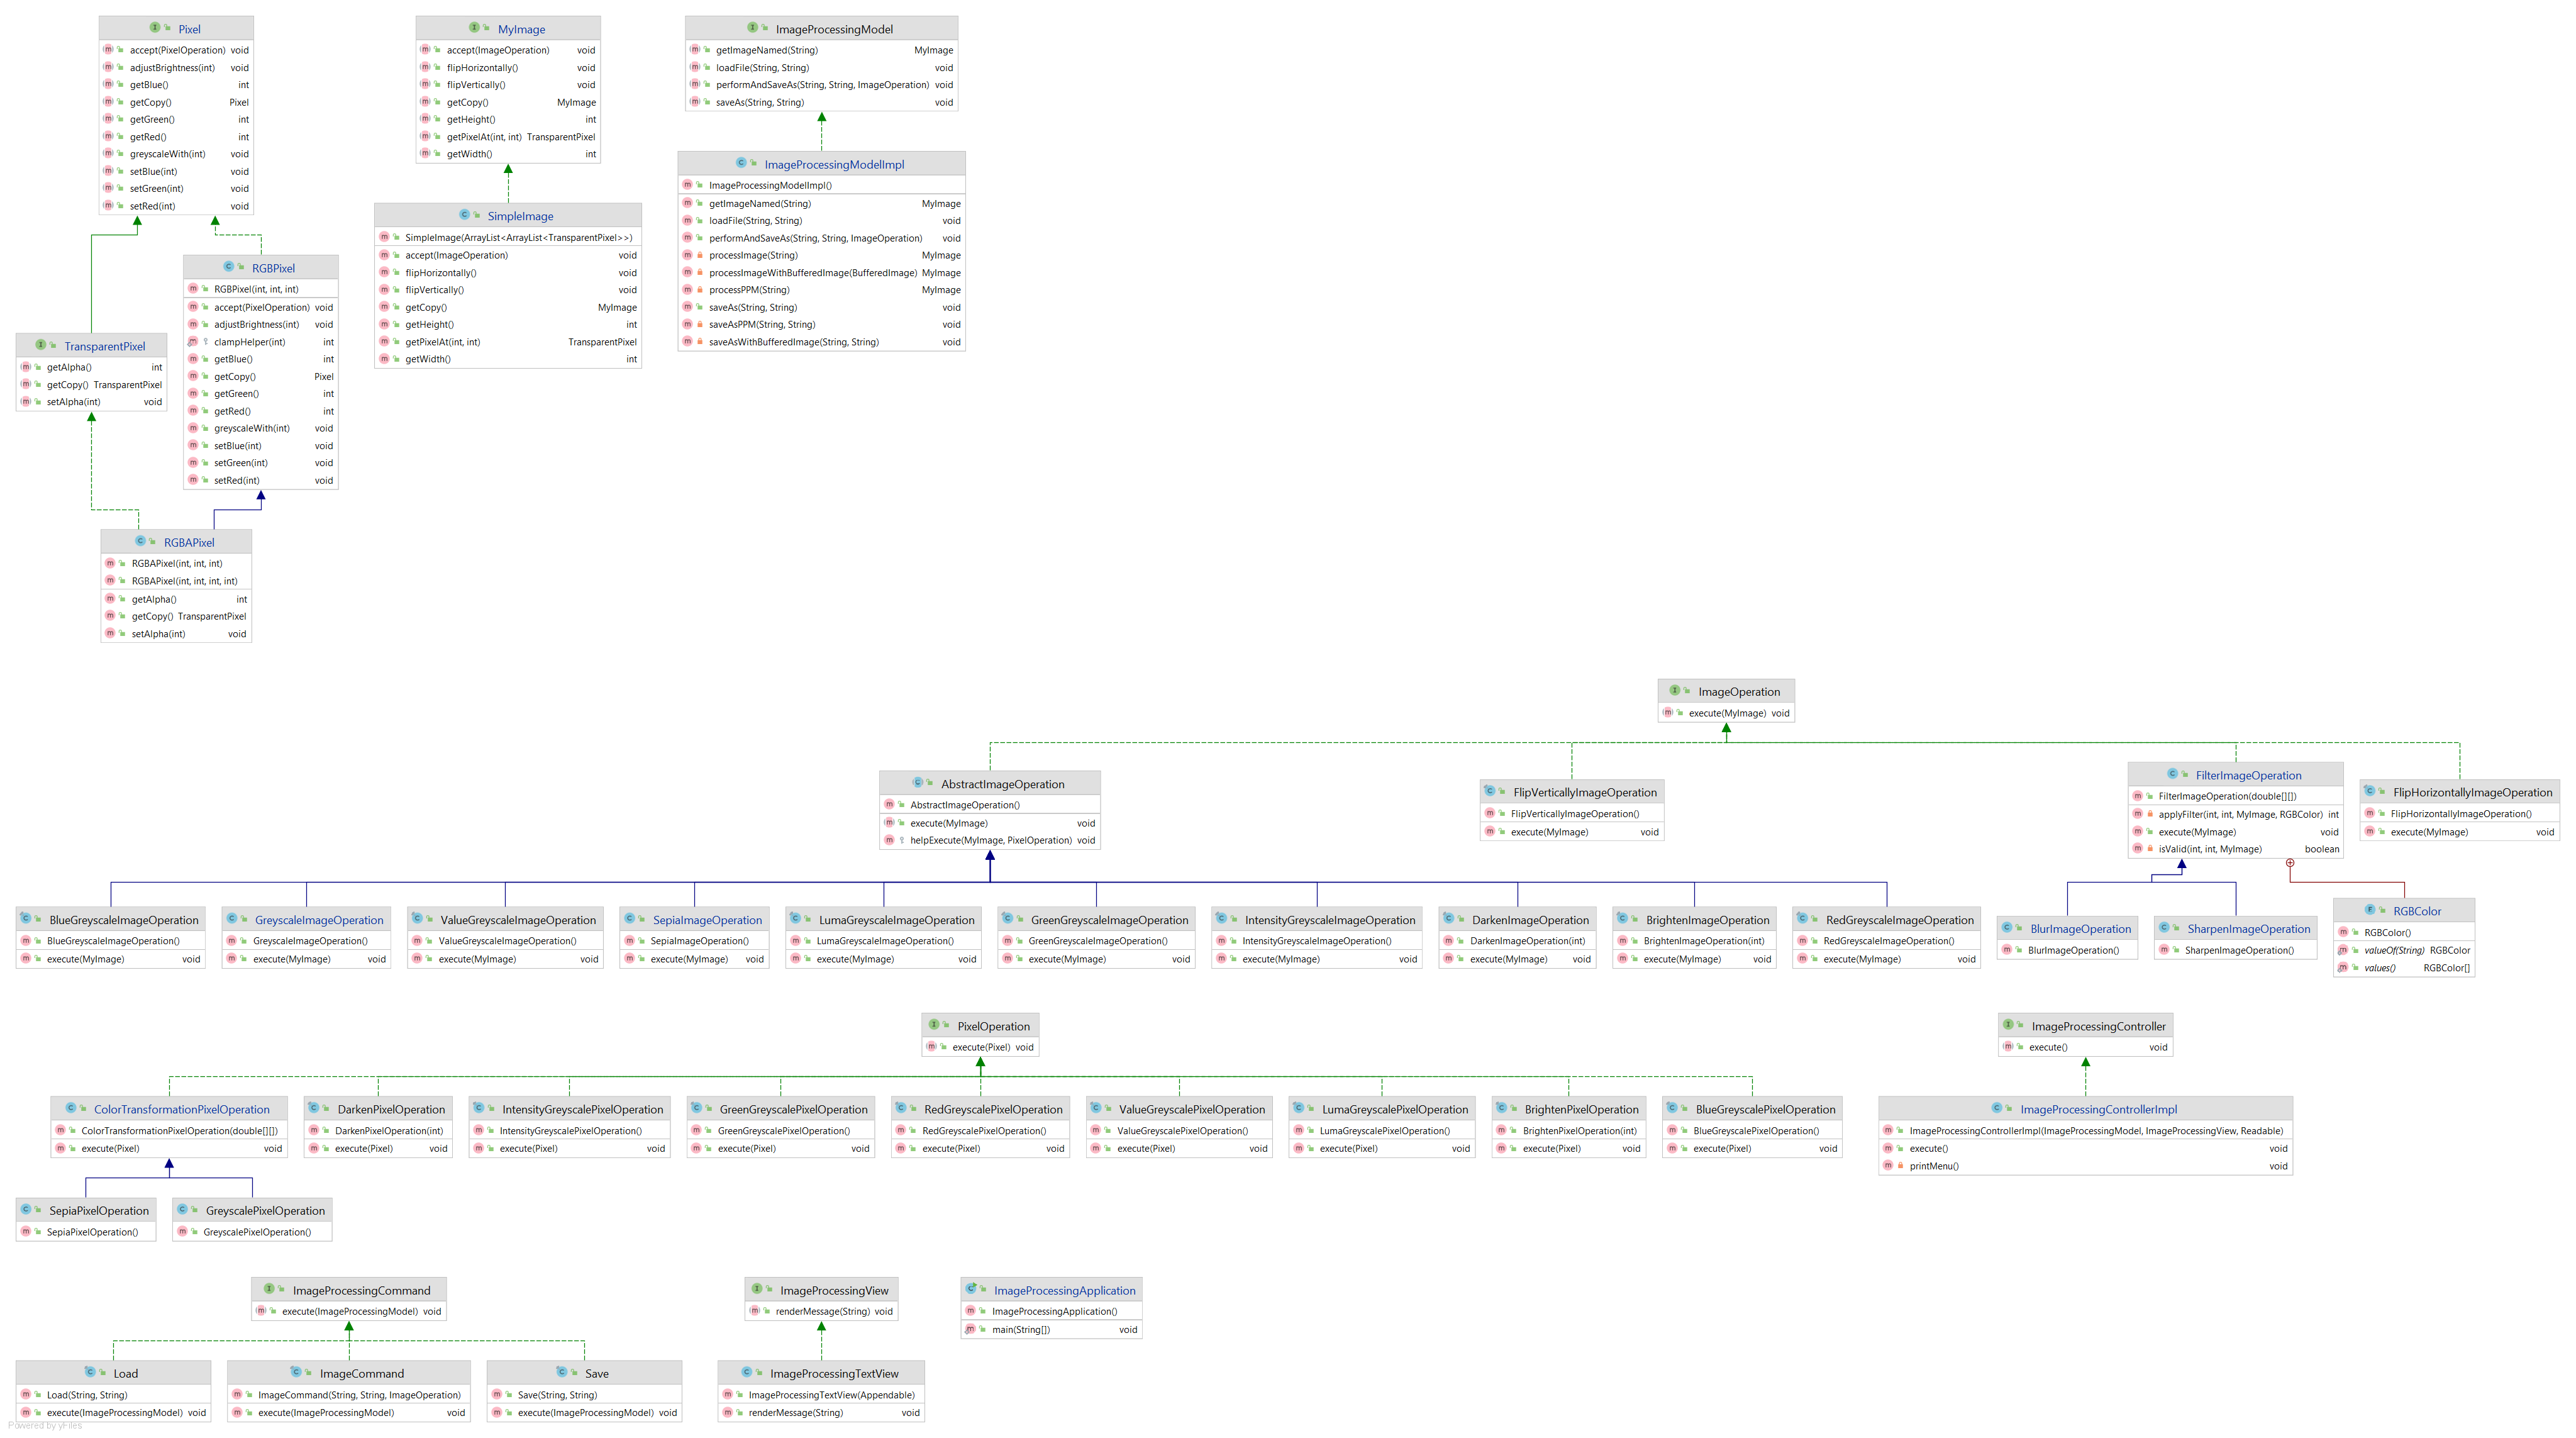 Pixel
accept(PixelOperation) void
adjustBrightness(int) void
getBlue() int
getCopy() Pixel
getGreen() int
getRed() int
greyscaleWith(int) void
setBlue(int) void
setGreen(int) void
setRed(int) void
MyImage
accept(ImageOperation) void
flipHorizontally() void
flipVertically() void
getCopy() MyImage
getHeight() int
getPixelAt(int, int) TransparentPixel
getWidth() int
ImageProcessingModel
getImageNamed(String) MyImage
loadFile(String, String) void
performAndSaveAs(String, String, ImageOperation) void
saveAs(String, String) void
ImageProcessingModelImpl
ImageProcessingModelImpl()
getImageNamed(String) MyImage
loadFile(String, String) void
performAndSaveAs(String, String, ImageOperation) void
processImage(String) MyImage
processImageWithBufferedImage(BufferedImage) MyImage
processPPM(String) MyImage
saveAs(String, String) void
saveAsPPM(String, String) void
saveAsWithBufferedImage(String, String) void
SimpleImage
SimpleImage(ArrayList<ArrayList<TransparentPixel>>)
accept(ImageOperation) void
flipHorizontally() void
flipVertically() void
getCopy() MyImage
getHeight() int
getPixelAt(int, int) TransparentPixel
getWidth() int
RGBPixel
RGBPixel(int, int, int)
accept(PixelOperation) void
adjustBrightness(int) void
clampHelper(int) int
getBlue() int
getCopy() Pixel
getGreen() int
getRed() int
greyscaleWith(int) void
setBlue(int) void
setGreen(int) void
setRed(int) void
TransparentPixel
getAlpha() int
getCopy() TransparentPixel
setAlpha(int) void
RGBAPixel
RGBAPixel(int, int, int)
RGBAPixel(int, int, int, int)
getAlpha() int
getCopy() TransparentPixel
setAlpha(int) void
ImageOperation
execute(MyImage) void
AbstractImageOperation
AbstractImageOperation()
execute(MyImage) void
helpExecute(MyImage, PixelOperation) void
FlipVerticallyImageOperation
FlipVerticallyImageOperation()
execute(MyImage) void
FilterImageOperation
FilterImageOperation(double[][])
applyFilter(int, int, MyImage, RGBColor) int
execute(MyImage) void
isValid(int, int, MyImage) boolean
FlipHorizontallyImageOperation
FlipHorizontallyImageOperation()
execute(MyImage) void
BlueGreyscaleImageOperation
BlueGreyscaleImageOperation()
execute(MyImage) void
GreyscaleImageOperation
GreyscaleImageOperation()
execute(MyImage) void
ValueGreyscaleImageOperation
ValueGreyscaleImageOperation()
execute(MyImage) void
SepiaImageOperation
SepiaImageOperation()
execute(MyImage) void
LumaGreyscaleImageOperation
LumaGreyscaleImageOperation()
execute(MyImage) void
GreenGreyscaleImageOperation
GreenGreyscaleImageOperation()
execute(MyImage) void
IntensityGreyscaleImageOperation
IntensityGreyscaleImageOperation()
execute(MyImage) void
DarkenImageOperation
DarkenImageOperation(int)
execute(MyImage) void
BrightenImageOperation
BrightenImageOperation(int)
execute(MyImage) void
RedGreyscaleImageOperation
RedGreyscaleImageOperation()
execute(MyImage) void
BlurImageOperation
BlurImageOperation()
SharpenImageOperation
SharpenImageOperation()
RGBColor
RGBColor()
valueOf(String) RGBColor
values() RGBColor[]
PixelOperation
execute(Pixel) void
ImageProcessingController
execute() void
ColorTransformationPixelOperation
ColorTransformationPixelOperation(double[][])
execute(Pixel) void
DarkenPixelOperation
DarkenPixelOperation(int)
execute(Pixel) void
IntensityGreyscalePixelOperation
IntensityGreyscalePixelOperation()
execute(Pixel) void
GreenGreyscalePixelOperation
GreenGreyscalePixelOperation()
execute(Pixel) void
RedGreyscalePixelOperation
RedGreyscalePixelOperation()
execute(Pixel) void
ValueGreyscalePixelOperation
ValueGreyscalePixelOperation()
execute(Pixel) void
LumaGreyscalePixelOperation
LumaGreyscalePixelOperation()
execute(Pixel) void
BrightenPixelOperation
BrightenPixelOperation(int)
execute(Pixel) void
BlueGreyscalePixelOperation
BlueGreyscalePixelOperation()
execute(Pixel) void
ImageProcessingControllerImpl
ImageProcessingControllerImpl(ImageProcessingModel, ImageProcessingView, Readable)
execute() void
printMenu() void
SepiaPixelOperation
SepiaPixelOperation()
GreyscalePixelOperation
GreyscalePixelOperation()
ImageProcessingCommand
execute(ImageProcessingModel) void
ImageProcessingView
renderMessage(String) void
ImageProcessingApplication
ImageProcessingApplication()
main(String[]) void
Load
Load(String, String)
execute(ImageProcessingModel) void
ImageCommand
ImageCommand(String, String, ImageOperation)
execute(ImageProcessingModel) void
Save
Save(String, String)
execute(ImageProcessingModel) void
ImageProcessingTextView
ImageProcessingTextView(Appendable)
renderMessage(String) void
Powered by yFiles